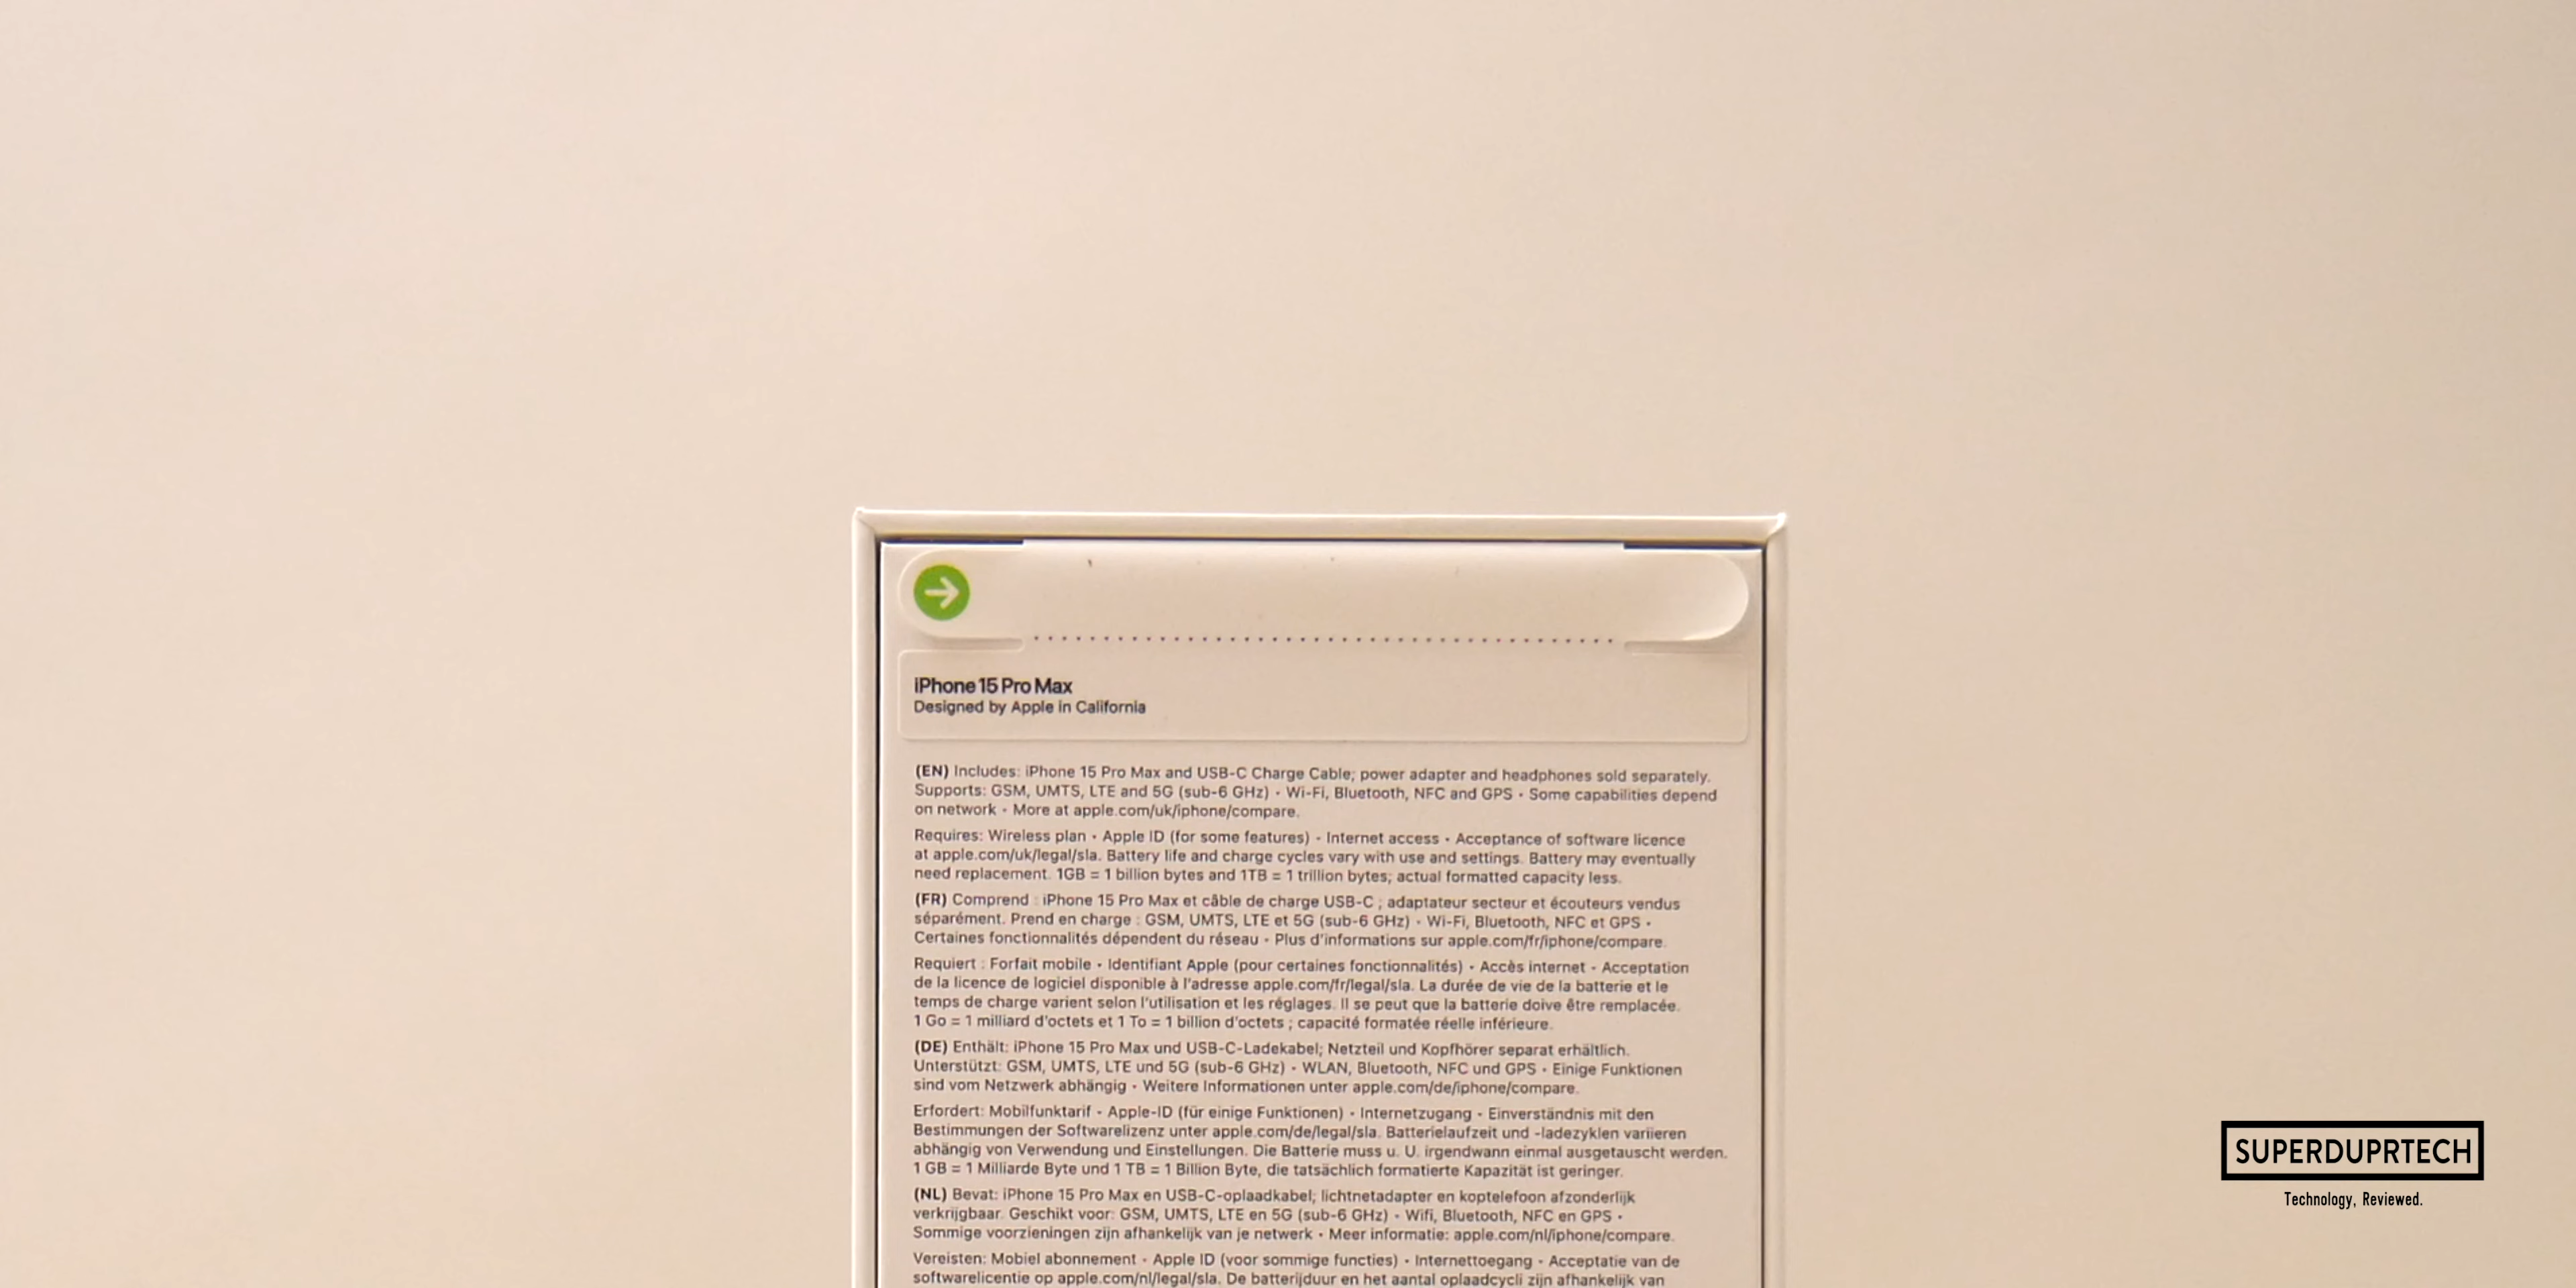 iPhone 15 Pro Max
Designed by Apple in California
(EN) Includes: iPhone 15 Pro Max and USB-C Charge Cable; power adapter and headphones sold separately.
Supports: GSM, UMTS, LTE and 5G (sub-6 GHz) • Wi-Fi, Bluetooth, NFC and GPS • Some capabilities depend
on network • More at apple.com/uk/iphone/compare.
Requires: Wireless plan • Apple ID (for some features) • Internet access • Acceptance of software licence
at apple.com/uk/legal/sla. Battery life and charge cycles vary with use and settings. Battery may eventually
need replacement. 1GB = 1 billion bytes and 1TB = 1 trillion bytes; actual formatted capacity less.
(FR) Comprend : iPhone 15 Pro Max et câble de charge USB-C ; adaptateur secteur et écouteurs vendus
séparément. Prend en charge : GSM, UMTS, LTE et 5G (sub-6 GHz) • Wi-Fi, Bluetooth, NFC et GPS •
Certaines fonctionnalités dépendent du réseau • Plus d'informations sur apple.com/fr/iphone/compare.
Requiert : Forfait mobile • Identifiant Apple (pour certaines fonctionnalités) • Accès internet • Acceptation
de la licence de logiciel disponible à l'adresse apple.com/fr/legal/sla. La durée de vie de la batterie et le
temps de charge varient selon l'utilisation et les réglages. Il se peut que la batterie doive être remplacée.
1 Go = 1 milliard d'octets et 1 To = 1 billion d'octets ; capacité formatée réelle inférieure.
(DE) Enthält: iPhone 15 Pro Max und USB-C-Ladekabel; Netzteil und Kopfhörer separat erhältlich.
Unterstützt: GSM, UMTS, LTE und 5G (sub-6 GHz) • WLAN, Bluetooth, NFC und GPS • Einige Funktionen
sind vom Netzwerk abhängig • Weitere Informationen unter apple.com/de/iphone/compare.
Erfordert: Mobilfunktarif • Apple-ID (für einige Funktionen) • Internetzugang • Einverständnis mit den
Bestimmungen der Softwarelizenz unter apple.com/de/legal/sla. Batterielaufzeit und -ladezyklen variieren
abhängig von Verwendung und Einstellungen. Die Batterie muss u. U. irgendwann einmal ausgetauscht werden.
1 GB = 1 Milliarde Byte und 1 TB = 1 Billion Byte, die tatsächlich formatierte Kapazität ist geringer.
(NL) Bevat: iPhone 15 Pro Max en USB-C-oplaadkabel; lichtnetadapter en koptelefoon afzonderlijk
verkrijgbaar. Geschikt voor: GSM, UMTS, LTE en 5G (sub-6 GHz) • Wifi, Bluetooth, NFC en GPS •
Sommige voorzieningen zijn afhankelijk van je netwerk • Meer informatie: apple.com/nl/iphone/compare.
Vereisten: Mobiel abonnement • Apple ID (voor sommige functies) • Internettoegang • Acceptatie van de
softwarelicentie op apple.com/nl/legal/sla. De batterijduur en het aantal oplaadcycli zijn afhankelijk van
SUPERDUPRTECH
Technology, Reviewed.